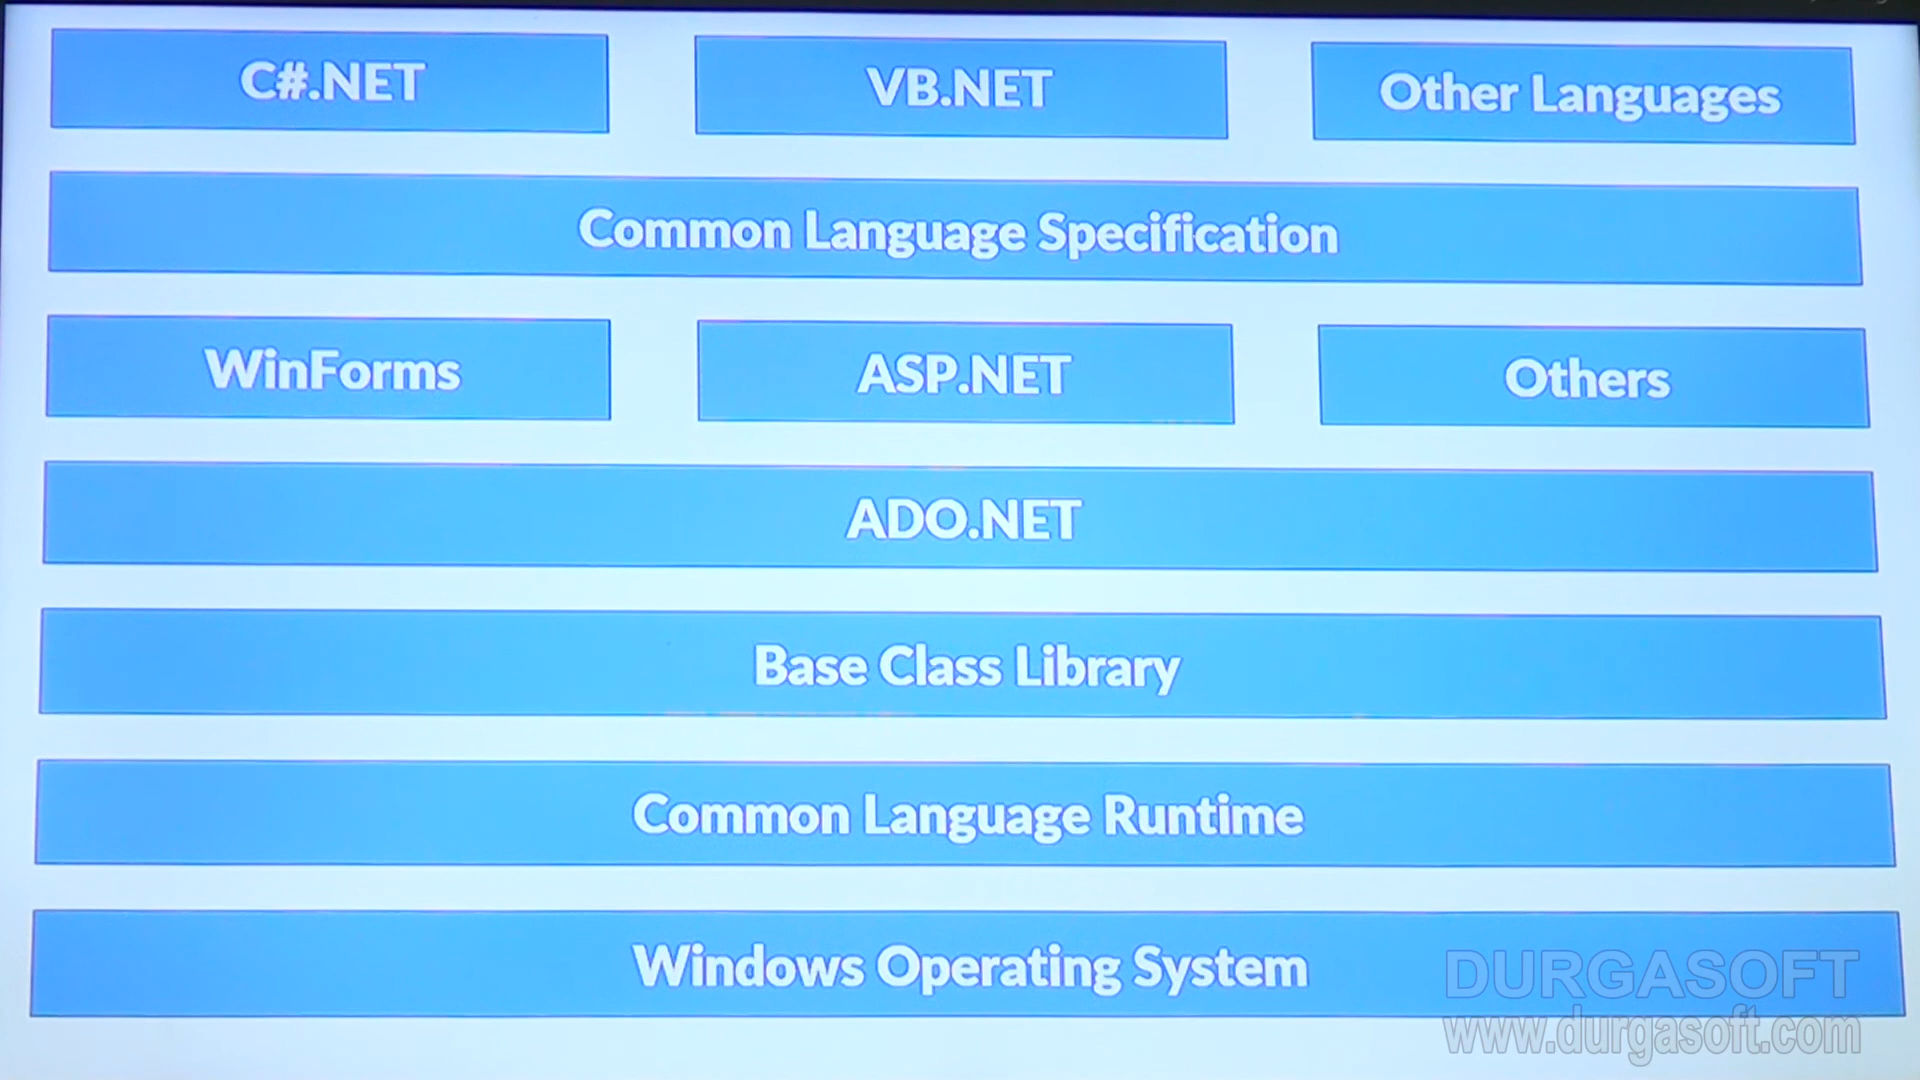 C#.NET
VB.NET
Other Languages
Common Language Specification
WinForms
ASP.NET
Others
ADO.NET
Base Class Library
Common Language Runtime
Windows Operating System
DURGASOFT
www.durgasoft.com